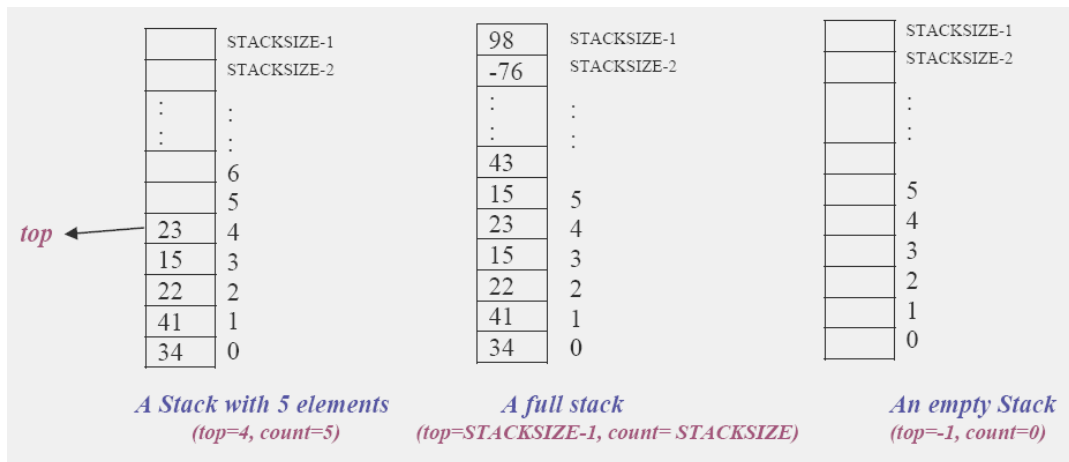 STACKSIZE-1
STACKSIZE-2
:
:
:
:
6
5
top
23 4
15 3
22 2
41 1
34 0
A Stack with 5 elements
(top=4, count=5)
98 STACKSIZE-1
-76 STACKSIZE-2
:
:
:
:
43
15 5
23 4
15 3
22 2
41 1
34 0
A full stack
(top=STACKSIZE-1, count= STACKSIZE)
STACKSIZE-1
STACKSIZE-2
:
:
5
4
3
2
1
0
An empty Stack
(top=-1, count=0)